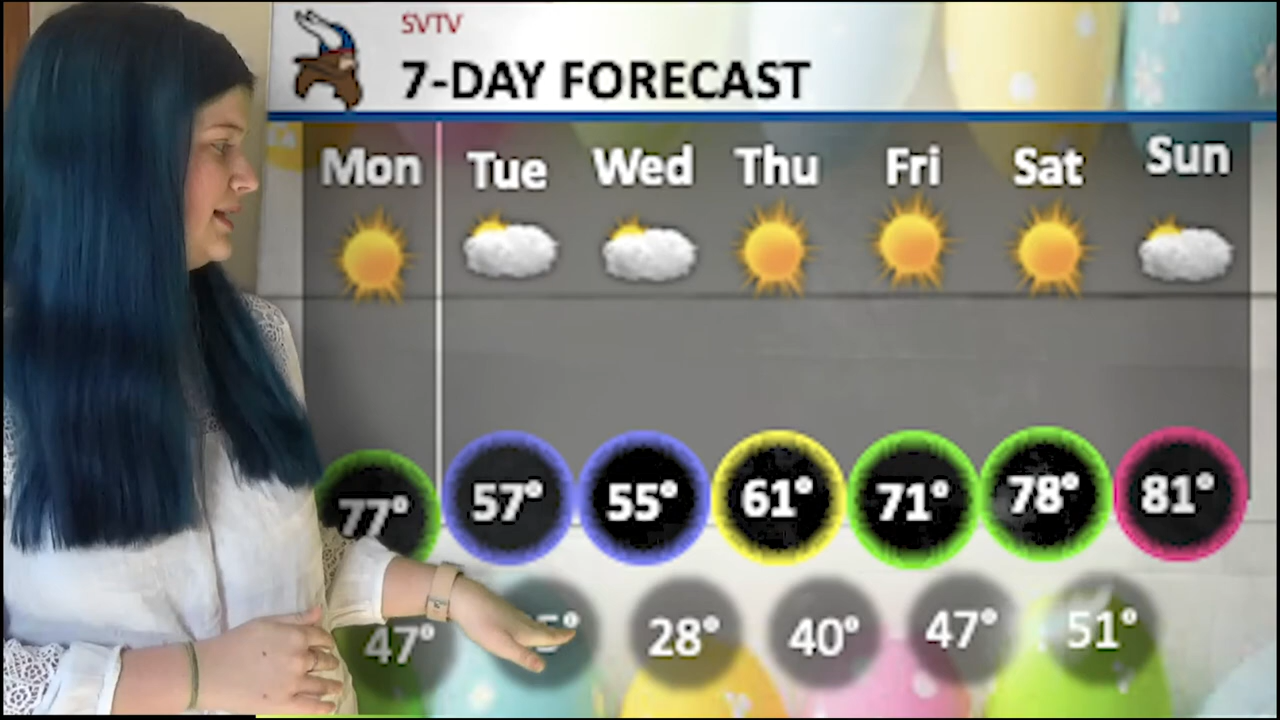 SVTV
7-DAY FORECAST
Mon Tue Wed Thu Fri Sat Sun
77° 57° 55° 61° 71° 78° 81°
47° 28° 40° 47° 51°